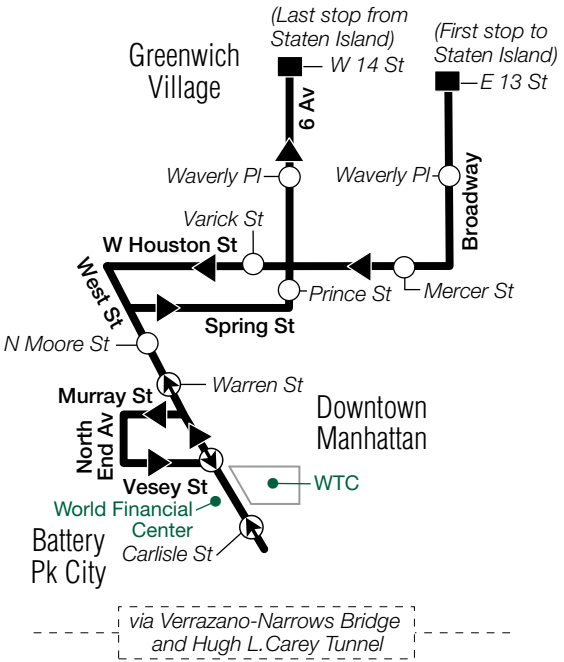 (Last stop from
Staten Island)
W 14 St
(First stop to
Staten Island)
E 13 St
Greenwich
Village
6 Av
Waverly Pl
Waverly Pl
Broadway
Varick St
W Houston St
West St
Prince St
Mercer St
Spring St
N Moore St
Warren St
Murray St
North
End Av
Downtown
Manhattan
Vesey St
WTC
World Financial
Center
Carlisle St
Battery
Pk City
via Verrazano-Narrows Bridge
and Hugh L.Carey Tunnel